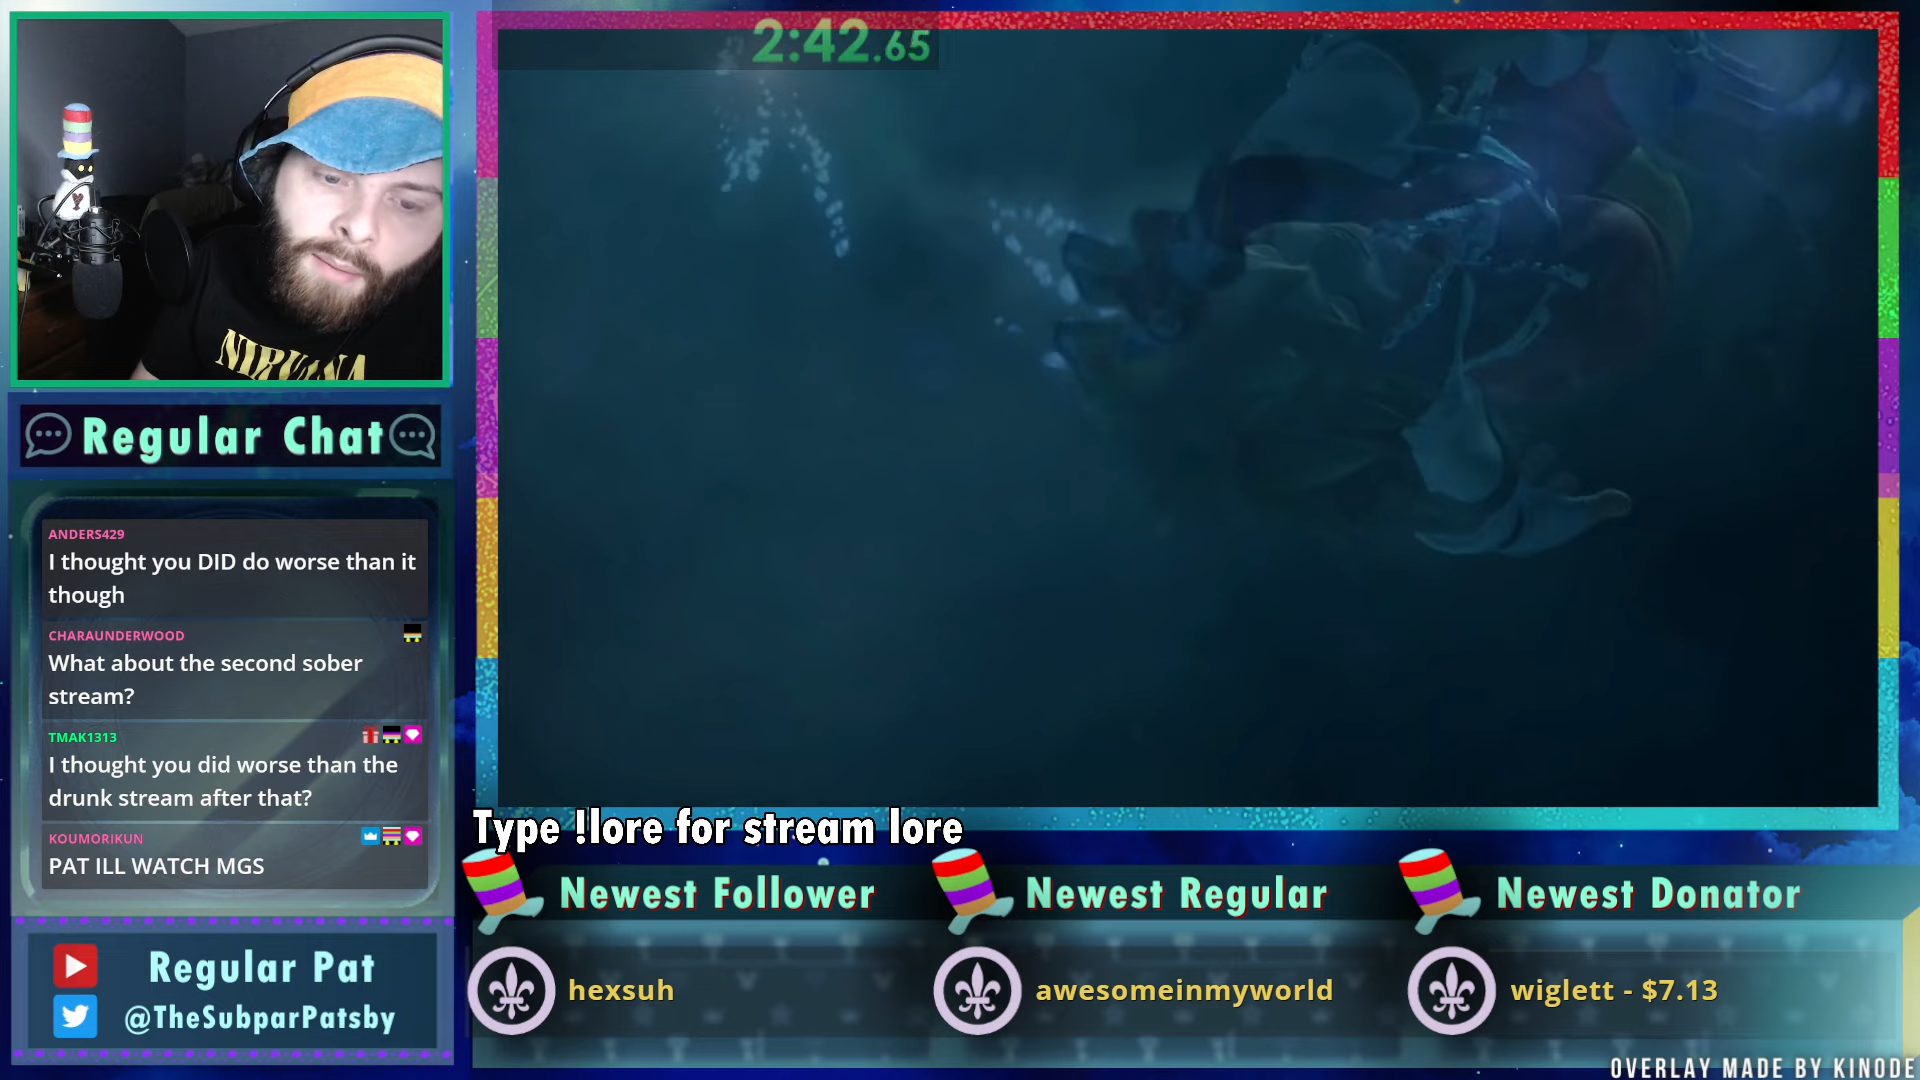 2:42.65
NIRVANA
Regular Chat
ANDERS429
I thought you DID do worse than it
though
CHARAUNDERWOOD
What about the second sober
stream?
TMAK1313
I thought you did worse than the
drunk stream after that?
KOUMORIKUN
PAT ILL WATCH MGS
Regular Pat
@TheSubparPatsby
Type !lore for stream lore
Newest Follower
hexsuh
Newest Regular
awesomeinmyworld
Newest Donator
wiglett - $7.13
OVERLAY MADE BY KINODE